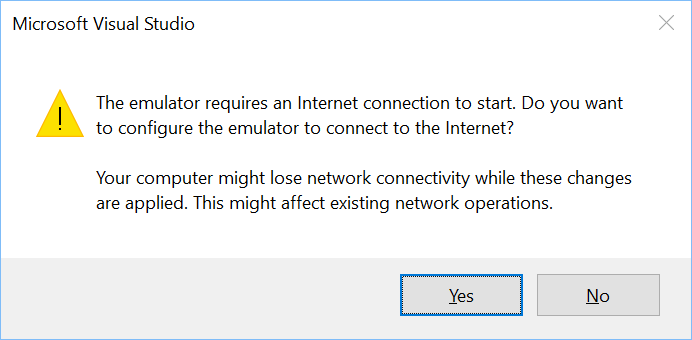 Microsoft Visual Studio
The emulator requires an Internet connection to start. Do you want
to configure the emulator to connect to the Internet?
Your computer might lose network connectivity while these changes
are applied. This might affect existing network operations.
Yes
No